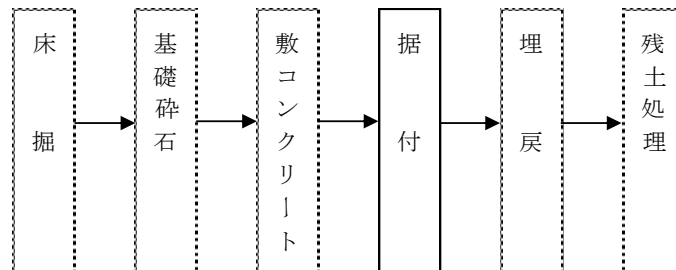 床掘
基礎砕石
敷コンクリート
据付
埋戻
残土処理